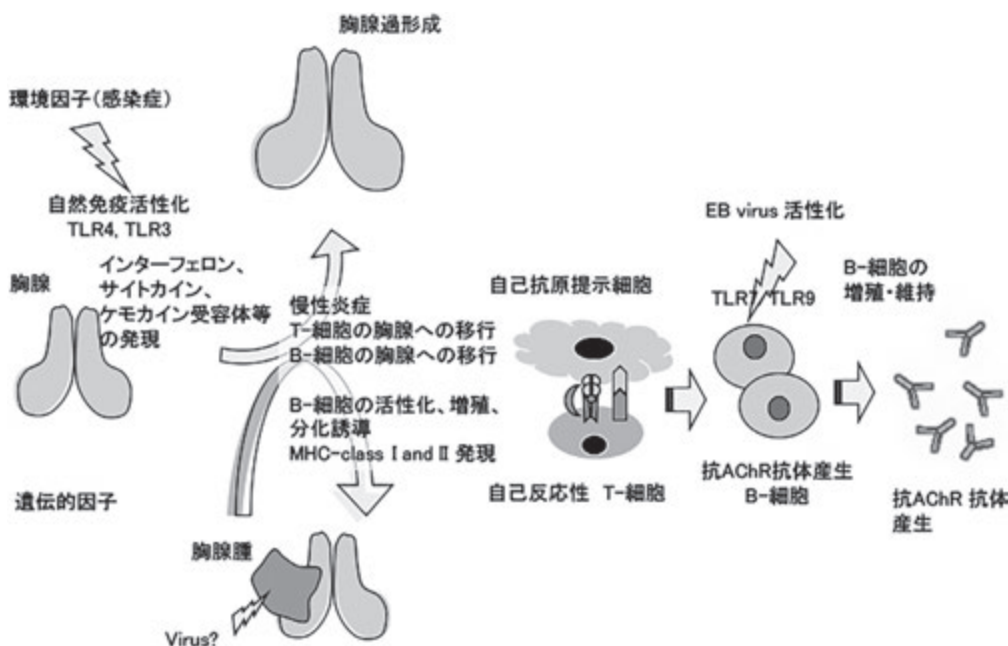 胸腺過形成
環境因子(感染症)
自然免疫活性化
TLR4, TLR3
胸腺
インターフェロン、
サイトカイン、
ケモカイン受容体等
の発現
慢性炎症
T-細胞の胸腺への移行
B-細胞の胸腺への移行
B-細胞の活性化、増殖、
分化誘導
MHC-class I and II 発現
遺伝的因子
胸腺腫
Virus?
自己抗原提示細胞
自己反応性 T-細胞
EB virus 活性化
TLR7 TLR9
抗AChR抗体産生
B-細胞
B-細胞の
増殖・維持
抗AChR 抗体
産生